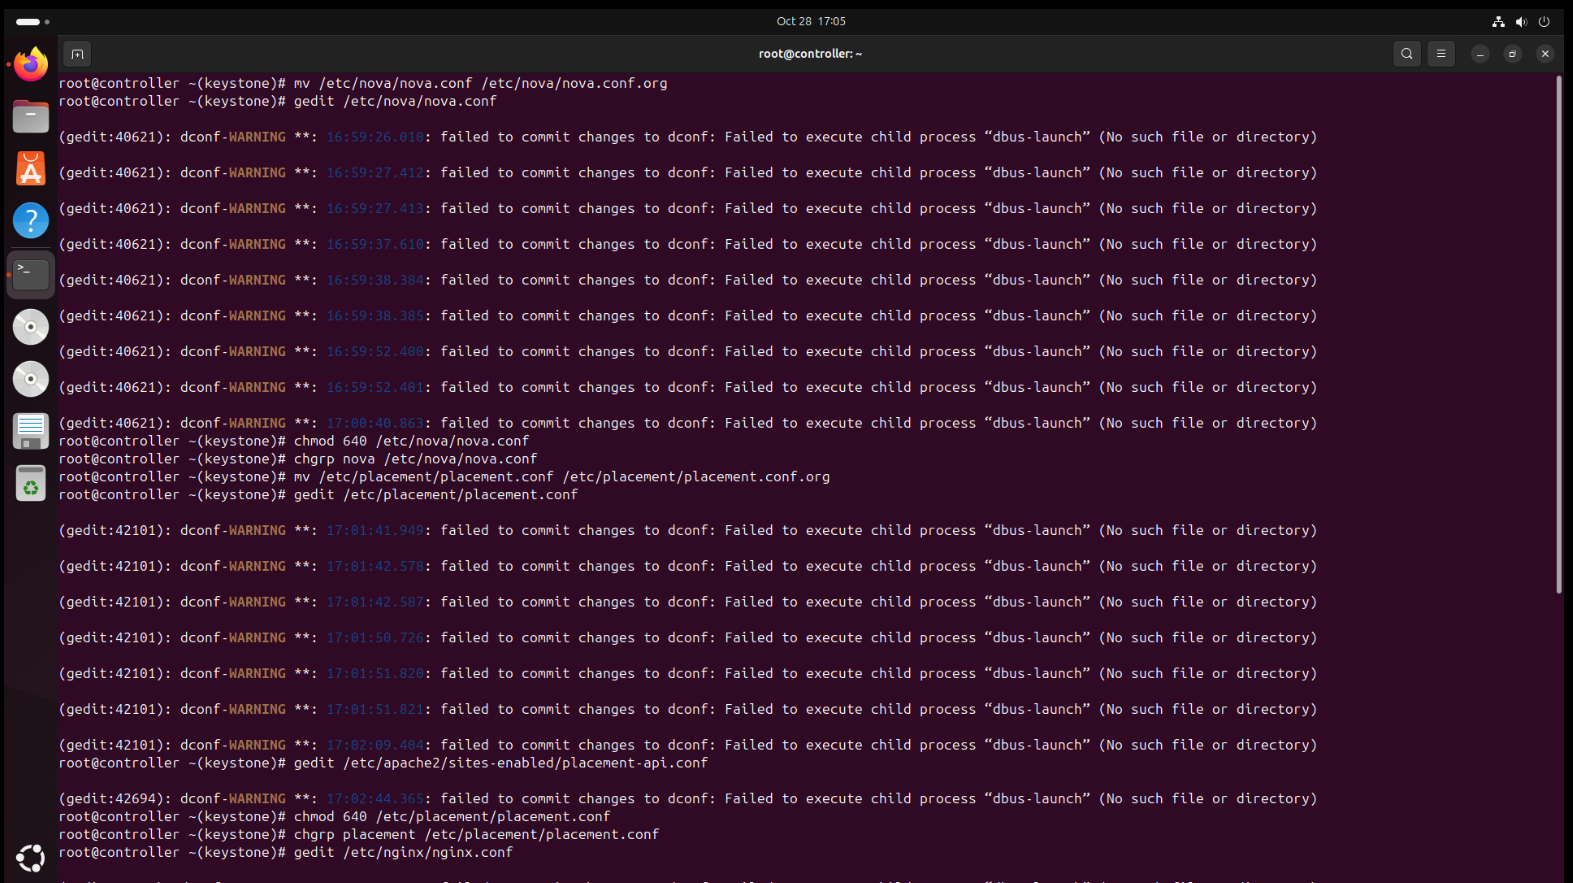 Oct 28 17:05
root@controller: ~
root@controller ~(keystone)# mv /etc/nova/nova.conf /etc/nova/nova.conf.org
root@controller ~(keystone)# gedit /etc/nova/nova.conf
(gedit:40621): dconf-WARNING **: 16:59:26.010: failed to commit changes to dconf: Failed to execute child process “dbus-launch” (No such file or directory)
(gedit:40621): dconf-WARNING **: 16:59:27.412: failed to commit changes to dconf: Failed to execute child process “dbus-launch” (No such file or directory)
(gedit:40621): dconf-WARNING **: 16:59:27.413: failed to commit changes to dconf: Failed to execute child process “dbus-launch” (No such file or directory)
(gedit:40621): dconf-WARNING **: 16:59:37.610: failed to commit changes to dconf: Failed to execute child process “dbus-launch” (No such file or directory)
(gedit:40621): dconf-WARNING **: 16:59:38.384: failed to commit changes to dconf: Failed to execute child process “dbus-launch” (No such file or directory)
(gedit:40621): dconf-WARNING **: 16:59:38.385: failed to commit changes to dconf: Failed to execute child process “dbus-launch” (No such file or directory)
(gedit:40621): dconf-WARNING **: 16:59:52.400: failed to commit changes to dconf: Failed to execute child process “dbus-launch” (No such file or directory)
(gedit:40621): dconf-WARNING **: 16:59:52.401: failed to commit changes to dconf: Failed to execute child process “dbus-launch” (No such file or directory)
(gedit:40621): dconf-WARNING **: 17:00:40.863: failed to commit changes to dconf: Failed to execute child process “dbus-launch” (No such file or directory)
root@controller ~(keystone)# chmod 640 /etc/nova/nova.conf
root@controller ~(keystone)# chgrp nova /etc/nova/nova.conf
root@controller ~(keystone)# mv /etc/placement/placement.conf /etc/placement/placement.conf.org
root@controller ~(keystone)# gedit /etc/placement/placement.conf
(gedit:42101): dconf-WARNING **: 17:01:41.949: failed to commit changes to dconf: Failed to execute child process “dbus-launch” (No such file or directory)
(gedit:42101): dconf-WARNING **: 17:01:42.578: failed to commit changes to dconf: Failed to execute child process “dbus-launch” (No such file or directory)
(gedit:42101): dconf-WARNING **: 17:01:42.587: failed to commit changes to dconf: Failed to execute child process “dbus-launch” (No such file or directory)
(gedit:42101): dconf-WARNING **: 17:01:50.726: failed to commit changes to dconf: Failed to execute child process “dbus-launch” (No such file or directory)
(gedit:42101): dconf-WARNING **: 17:01:51.820: failed to commit changes to dconf: Failed to execute child process “dbus-launch” (No such file or directory)
(gedit:42101): dconf-WARNING **: 17:01:51.821: failed to commit changes to dconf: Failed to execute child process “dbus-launch” (No such file or directory)
(gedit:42101): dconf-WARNING **: 17:02:09.404: failed to commit changes to dconf: Failed to execute child process “dbus-launch” (No such file or directory)
root@controller ~(keystone)# gedit /etc/apache2/sites-enabled/placement-api.conf
(gedit:42694): dconf-WARNING **: 17:02:44.365: failed to commit changes to dconf: Failed to execute child process “dbus-launch” (No such file or directory)
root@controller ~(keystone)# chmod 640 /etc/placement/placement.conf
root@controller ~(keystone)# chgrp placement /etc/placement/placement.conf
root@controller ~(keystone)# gedit /etc/nginx/nginx.conf